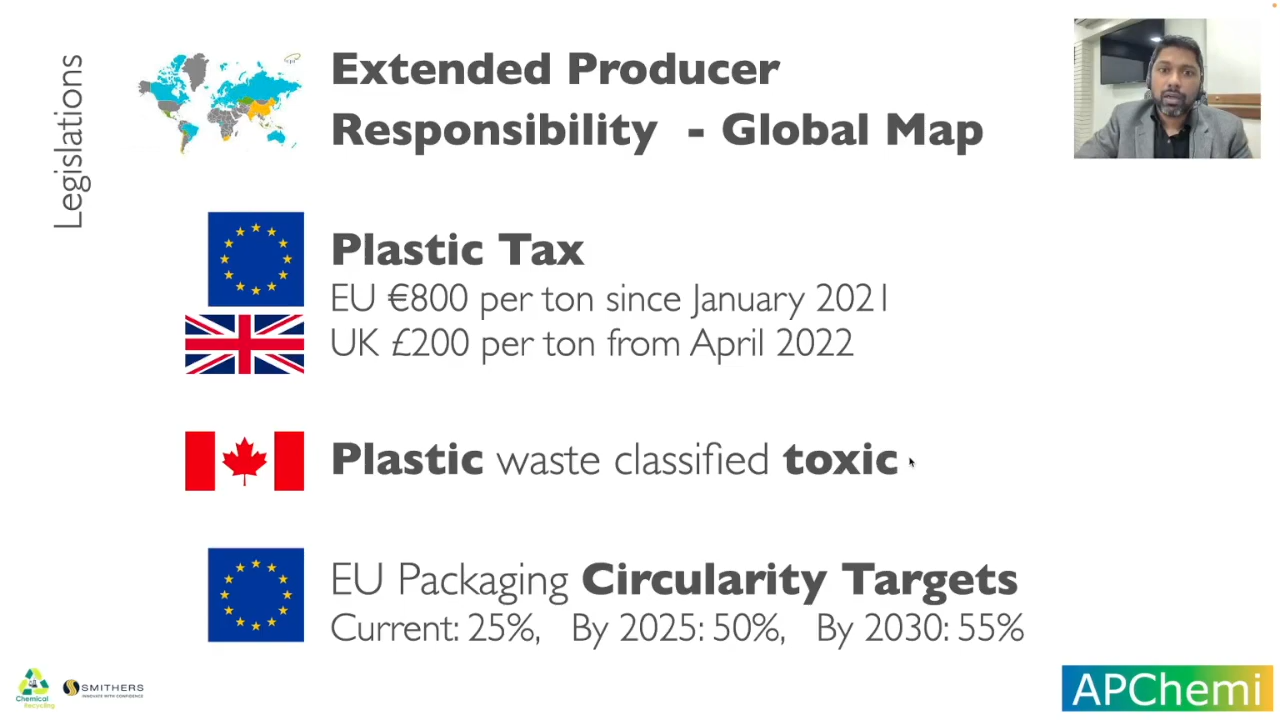 Legislations
Extended Producer
Responsibility - Global Map
Plastic Tax
EU €800 per ton since January 2021
UK £200 per ton from April 2022
Plastic waste classified toxic
EU Packaging Circularity Targets
Current: 25%, By 2025: 50%, By 2030: 55%
Chemical
Recycling
SMITHERS
INNOVATE WITH CONFIDENCE
APChemi